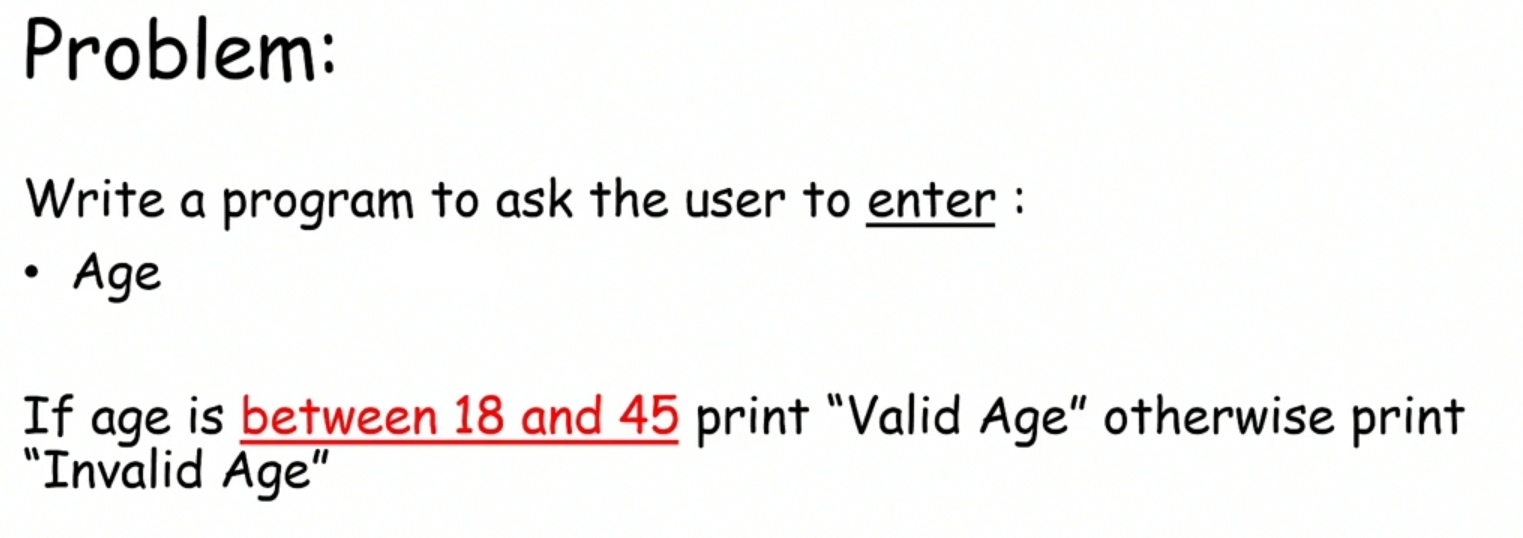 Problem:
Write a program to ask the user to enter :
• Age
If age is between 18 and 45 print “Valid Age” otherwise print
“Invalid Age”